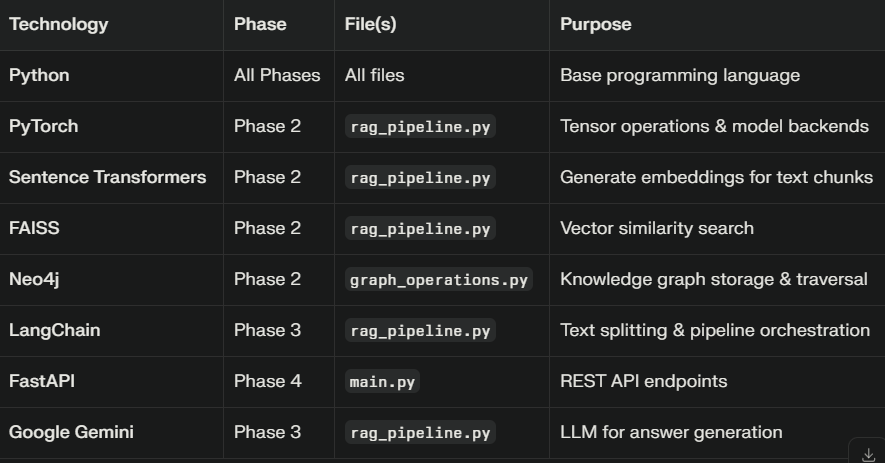 Technology Phase File(s) Purpose
Python All Phases All files Base programming language
PyTorch Phase 2 rag_pipeline.py Tensor operations & model backends
Sentence Transformers Phase 2 rag_pipeline.py Generate embeddings for text chunks
FAISS Phase 2 rag_pipeline.py Vector similarity search
Neo4j Phase 2 graph_operations.py Knowledge graph storage & traversal
LangChain Phase 3 rag_pipeline.py Text splitting & pipeline orchestration
FastAPI Phase 4 main.py REST API endpoints
Google Gemini Phase 3 rag_pipeline.py LLM for answer generation